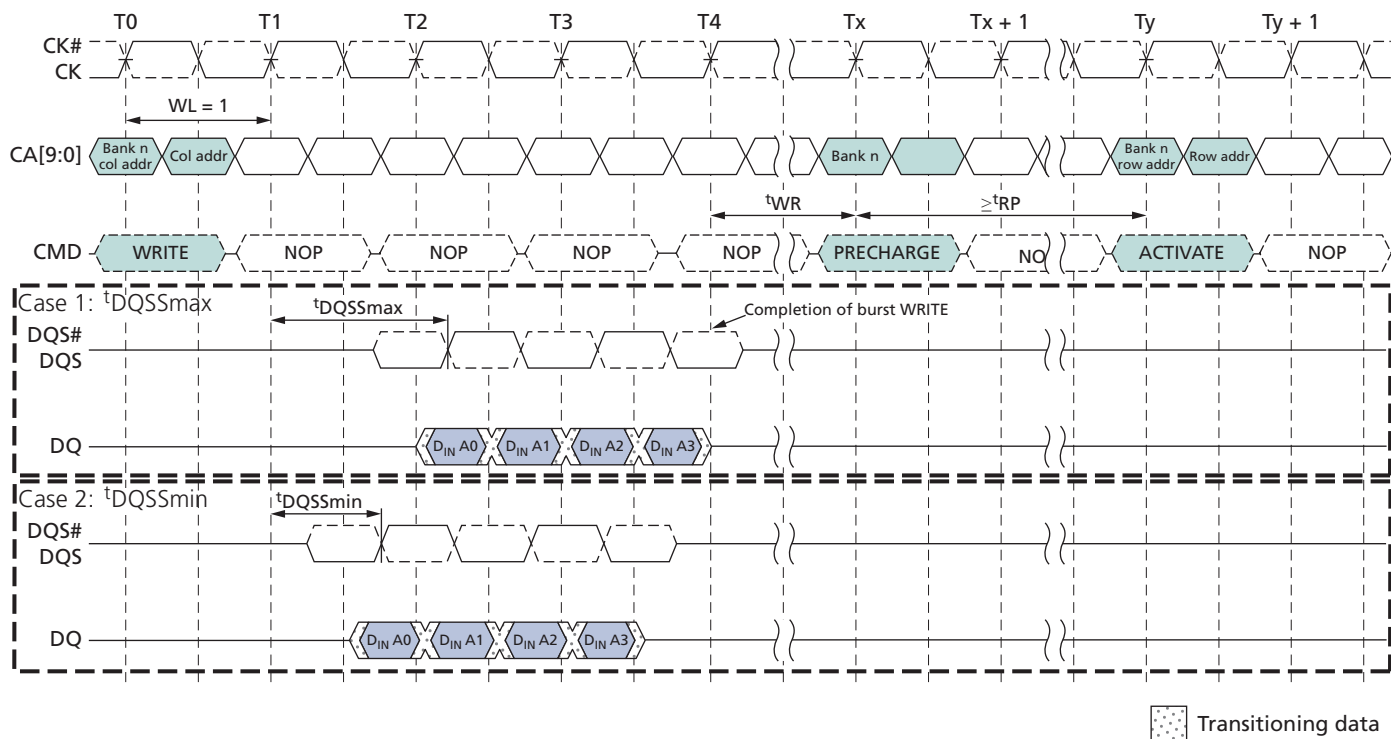 T0 T1 T2 T3 T4 Tx Tx + 1 Ty Ty + 1
CK#
CK
WL = 1
CA[9:0] Bank n col addr Col addr Bank n Bank n row addr Row addr
tWR ≥tRP
CMD WRITE NOP NOP NOP NOP PRECHARGE NO ACTIVATE NOP
Case 1: tDQSSmax
tDQSSmax
Completion of burst WRITE
DQS#
DQS
DQ DIN A0 DIN A1 DIN A2 DIN A3
Case 2: tDQSSmin
tDQSSmin
DQS#
DQS
DQ DIN A0 DIN A1 DIN A2 DIN A3
Transitioning data